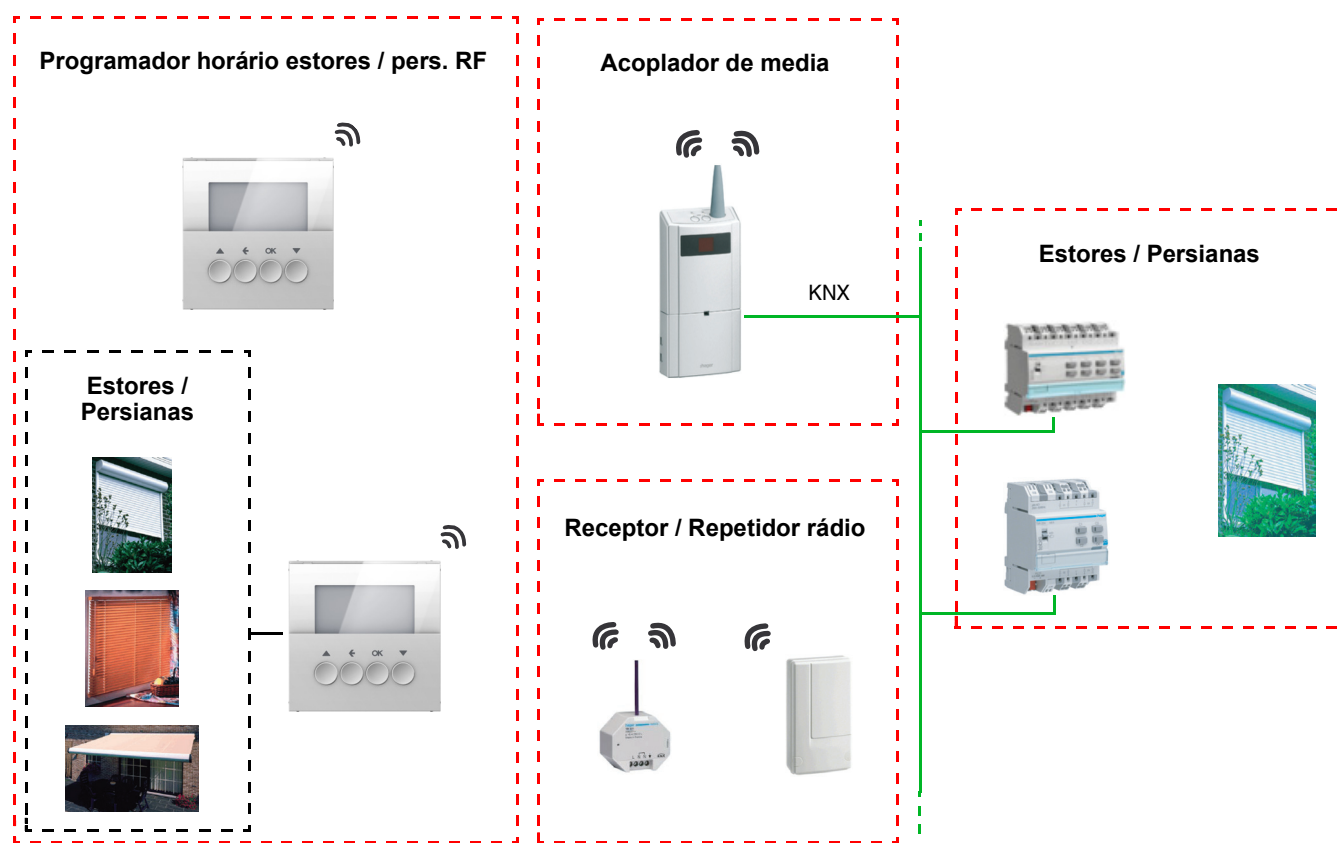 Programador horário estores / pers. RF
OK
Estores /
Persianas
OK
Acoplador de media
KNX
Receptor / Repetidor rádio
Estores / Persianas